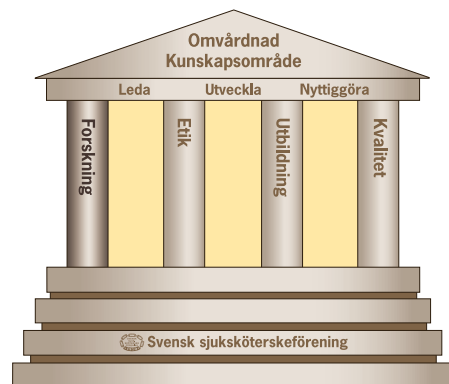 Omvårdnad
Kunskapsområde
Leda Utveckla Nyttiggöra
Forskning
Etik
Utbildning
Kvalitet
Svensk sjuksköterskeförening